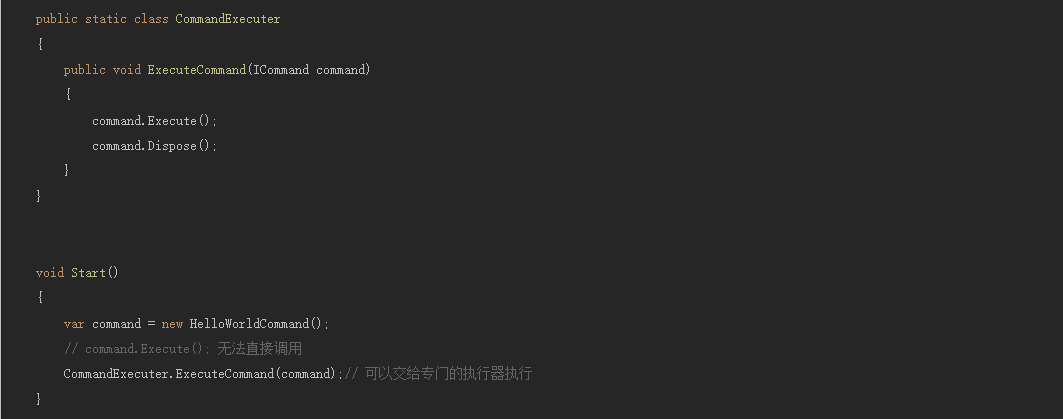 public static class CommandExecuter
{
public void ExecuteCommand(ICommand command)
{
command.Execute();
command.Dispose();
}
}
void Start()
{
var command = new HelloWorldCommand();
// command.Execute(); 无法直接调用
CommandExecuter.ExecuteCommand(command);// 可以交给专门的执行器执行
}